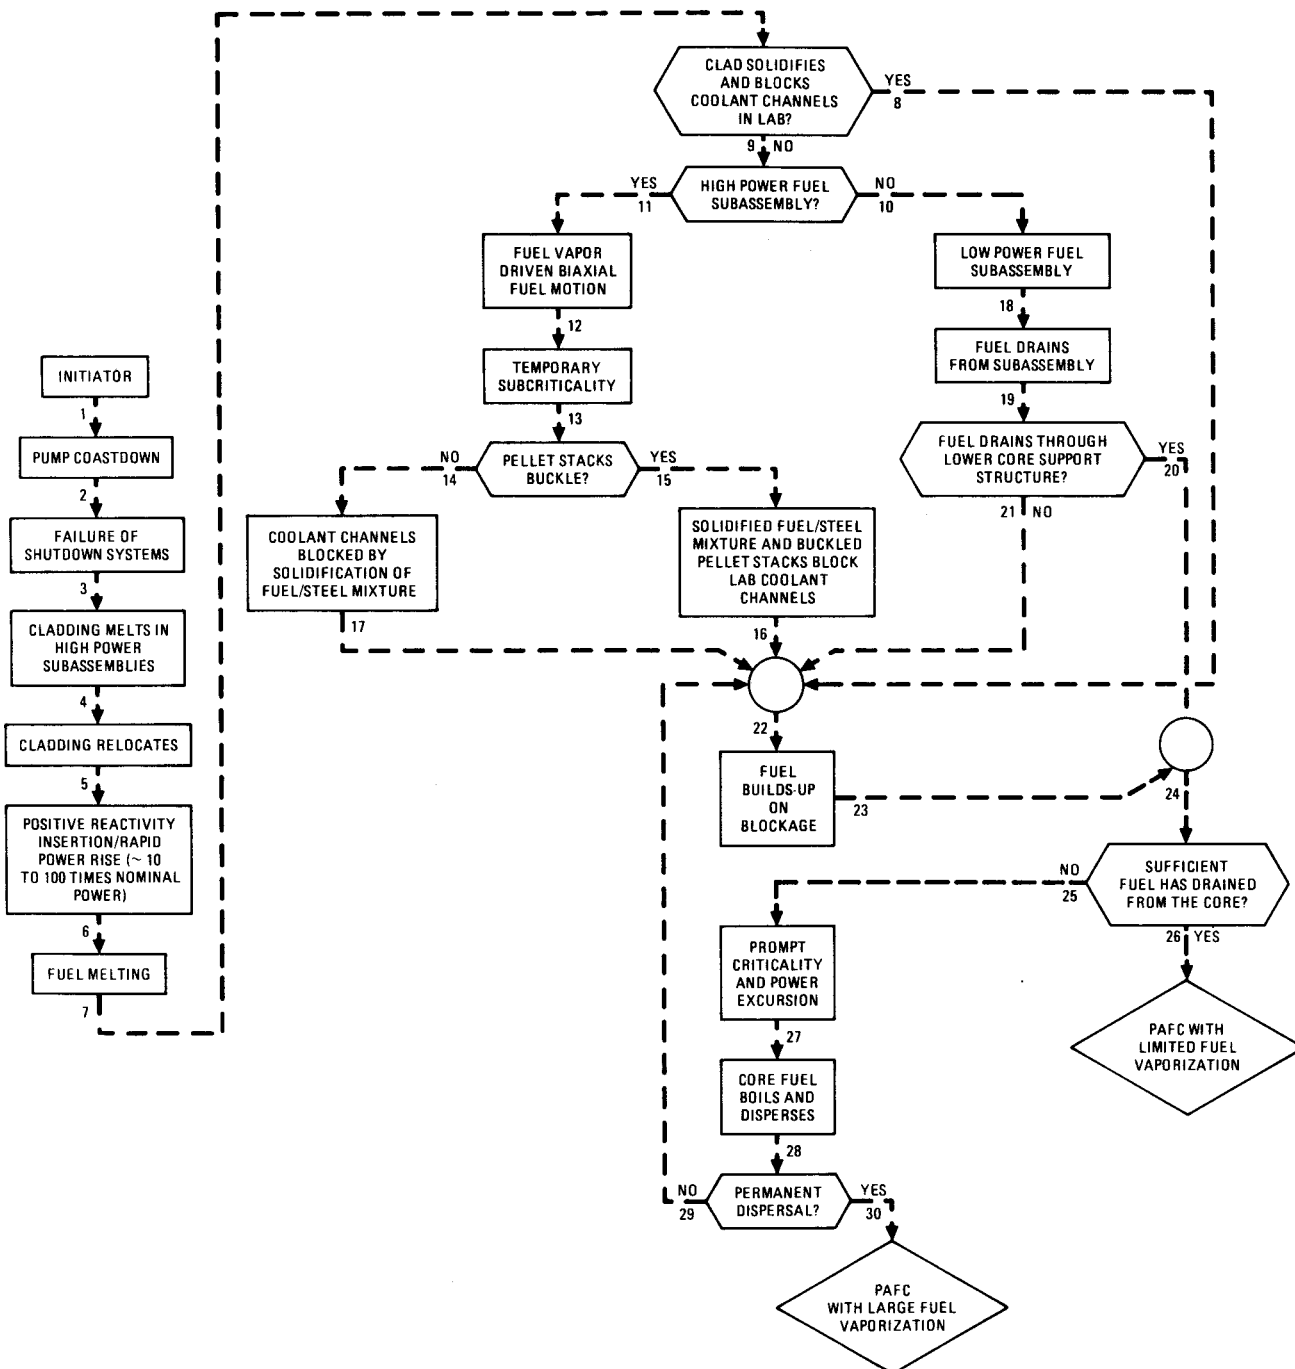 CLAD SOLIDIFIES
AND BLOCKS
COOLANT CHANNELS
IN LAB?
YES
8
9 NO
HIGH POWER FUEL
SUBASSEMBLY?
YES
11
NO
10
FUEL VAPOR
DRIVEN BIAXIAL
FUEL MOTION
12
TEMPORARY
SUBCRITICALITY
13
PELLET STACKS
BUCKLE?
NO
14
YES
15
COOLANT CHANNELS
BLOCKED BY
SOLIDIFICATION OF
FUEL/STEEL MIXTURE
17
SOLIDIFIED FUEL/STEEL
MIXTURE AND BUCKLED
PELLET STACKS BLOCK
LAB COOLANT
CHANNELS
16
LOW POWER FUEL
SUBASSEMBLY
18
FUEL DRAINS
FROM SUBASSEMBLY
19
FUEL DRAINS THROUGH
LOWER CORE SUPPORT
STRUCTURE?
YES
20
21 NO
INITIATOR
1
PUMP COASTDOWN
2
FAILURE OF
SHUTDOWN SYSTEMS
3
CLADDING MELTS IN
HIGH POWER
SUBASSEMBLIES
4
CLADDING RELOCATES
5
POSITIVE REACTIVITY
INSERTION/RAPID
POWER RISE (~ 10
TO 100 TIMES NOMINAL
POWER)
6
FUEL MELTING
7
22
FUEL
BUILDS-UP
ON
BLOCKAGE
23
24
SUFFICIENT
FUEL HAS DRAINED
FROM THE CORE?
NO
25
26 YES
PAFC WITH
LIMITED FUEL
VAPORIZATION
PROMPT
CRITICALITY
AND POWER
EXCURSION
27
CORE FUEL
BOILS AND
DISPERSES
28
PERMANENT
DISPERSAL?
NO
29
YES
30
PAFC
WITH LARGE FUEL
VAPORIZATION